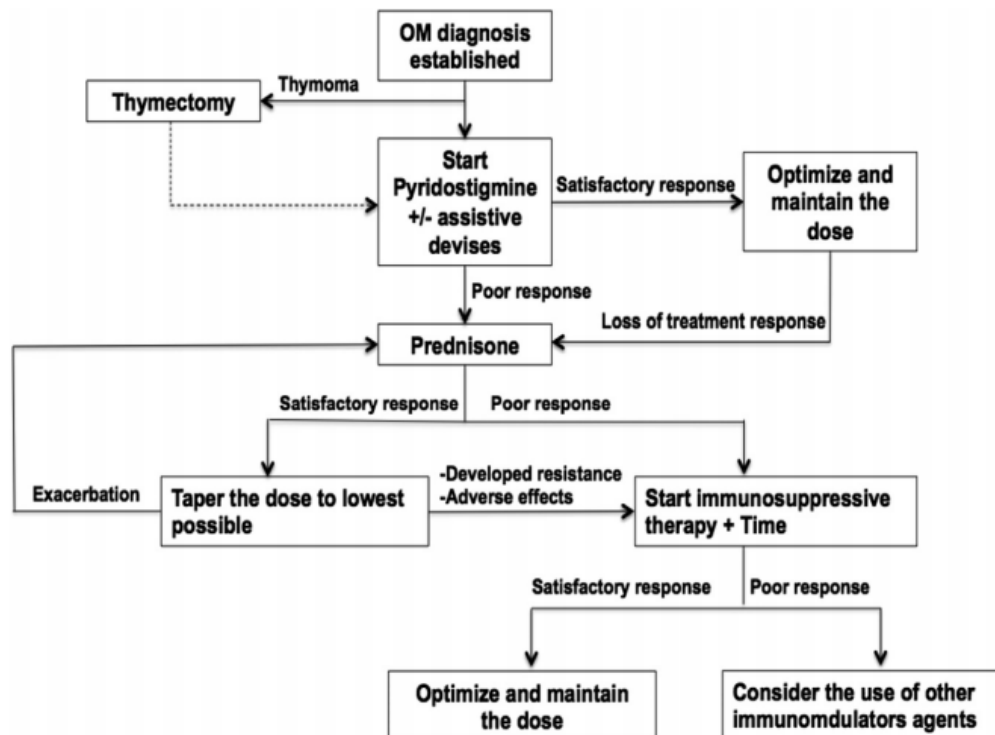 OM diagnosis
established
Thymoma
Thymectomy
Start
Pyridostigmine
+/- assistive
devises
Satisfactory response
Optimize and
maintain the
dose
Poor response
Loss of treatment response
Prednisone
Satisfactory response
Poor response
Exacerbation
Taper the dose to lowest
possible
-Developed resistance
-Adverse effects
Start immunosuppressive
therapy + Time
Satisfactory response
Poor response
Optimize and maintain
the dose
Consider the use of other
immunomdulators agents